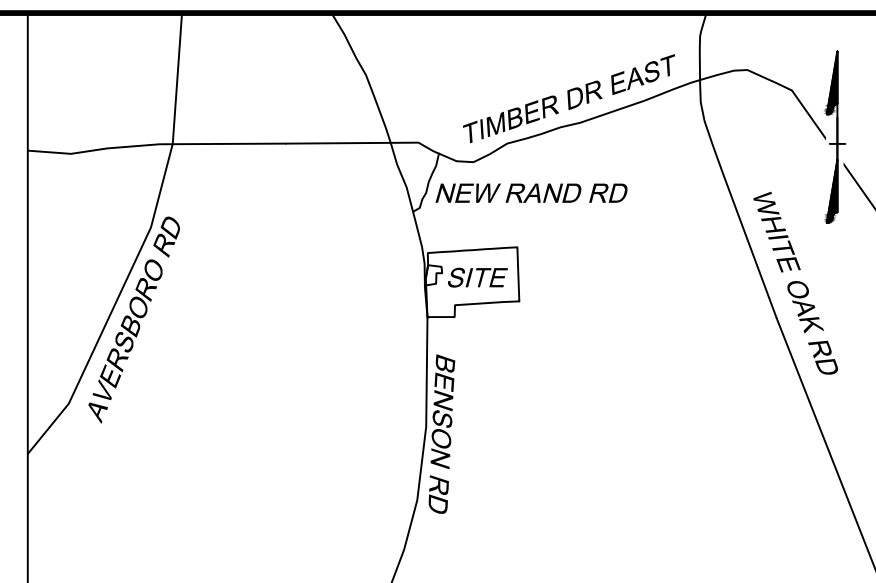 TIMBER DR EAST
NEW RAND RD
AVERSBORO RD
SITE
WHITE OAK RD
BENSON RD